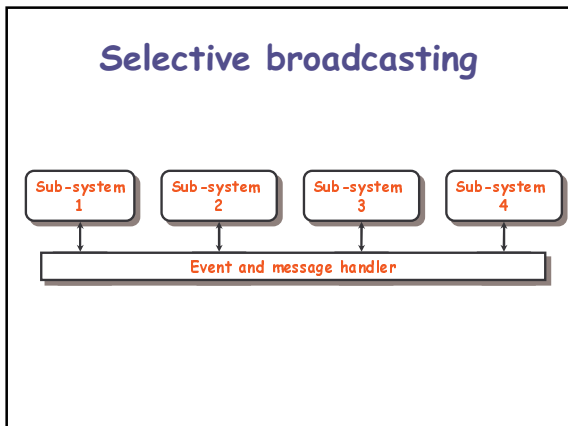 Selective broadcasting
Sub-system
1
Sub-system
2
Sub-system
3
Sub-system
4
Event and message handler